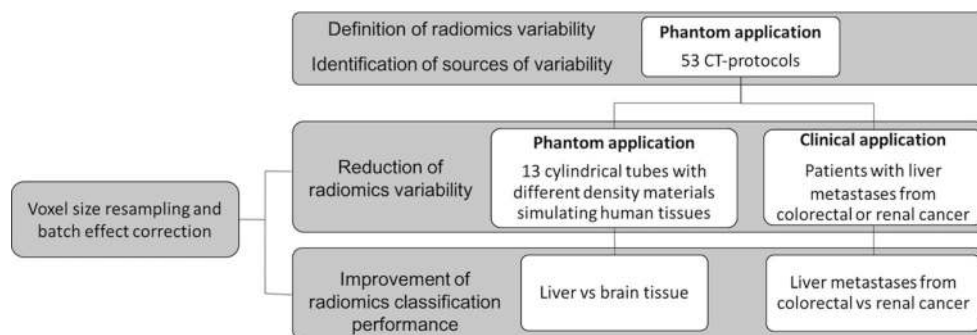 Definition of radiomics variability
Identification of sources of variability
Phantom application
53 CT-protocols
Voxel size resampling and
batch effect correction
Reduction of
radiomics variability
Phantom application
13 cylindrical tubes with
different density materials
simulating human tissues
Clinical application
Patients with liver
metastases from
colorectal or renal cancer
Improvement of
radiomics classification
performance
Liver vs brain tissue
Liver metastases from
colorectal vs renal cancer